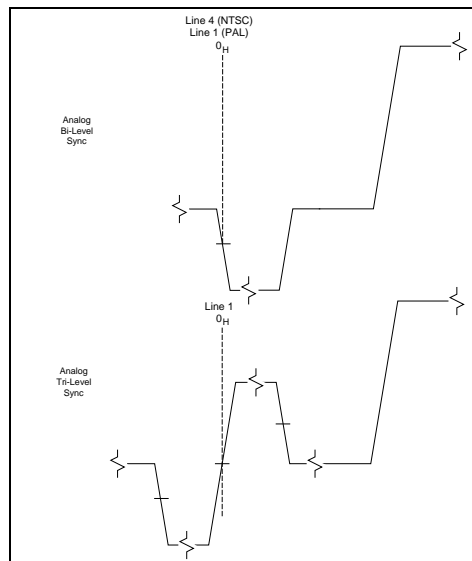 Line 4 (NTSC)
Line 1 (PAL)
0H
Analog
Bi-Level
Sync
Line 1
0H
Analog
Tri-Level
Sync